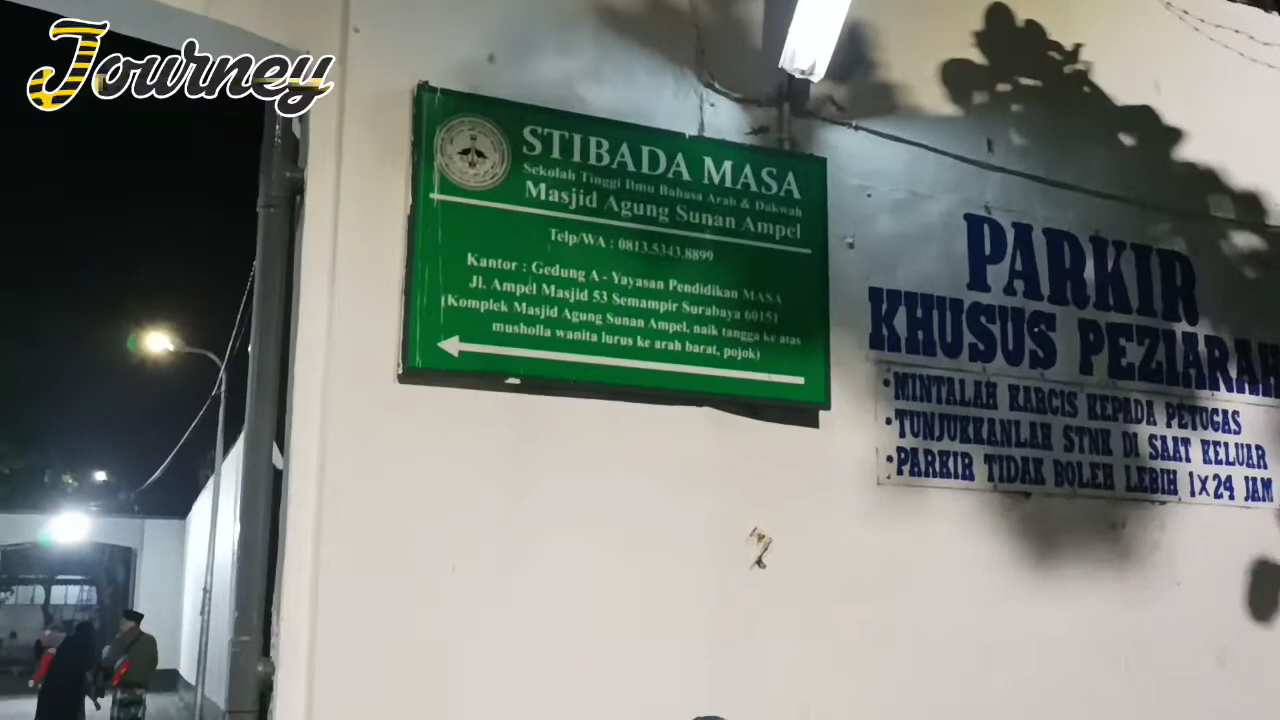 Journey
STIBADA MASA
Sekolah Tinggi Ilmu Bahasa Arab & Dakwah
Masjid Agung Sunan Ampel
Telp/WA : 0813.5343.8899
Kantor : Gedung A - Yayasan Pendidikan MASA
Jl. Ampel Masjid 53 Semampir Surabaya 60151
(Komplek Masjid Agung Sunan Ampel, naik tangga ke atas
musholla wanita lurus ke arah barat, pojok)
PARKIR
KHUSUS PEZIARAH
•MINTALAH KARCIS KEPADA PETUGAS
•TUNJUKKANLAH STNK DI SAAT KELUAR
•PARKIR TIDAK BOLEH LEBIH 1x24 JAM